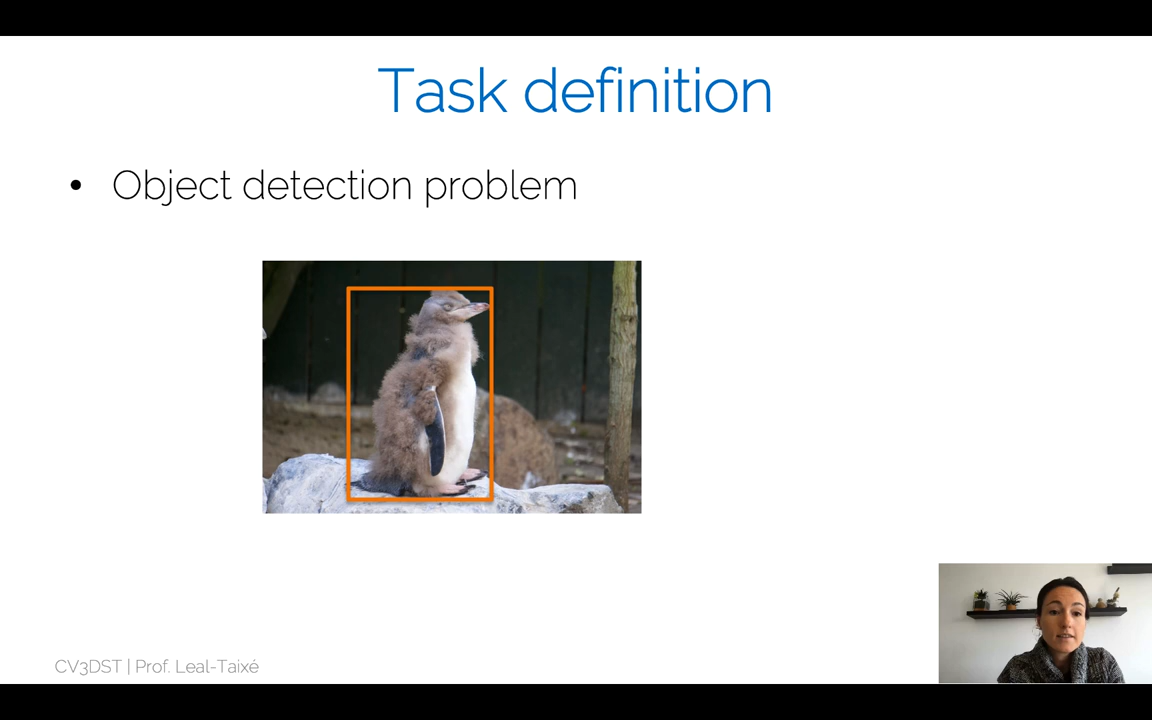 Task definition
• Object detection problem
CV3DST | Prof. Leal-Taixé